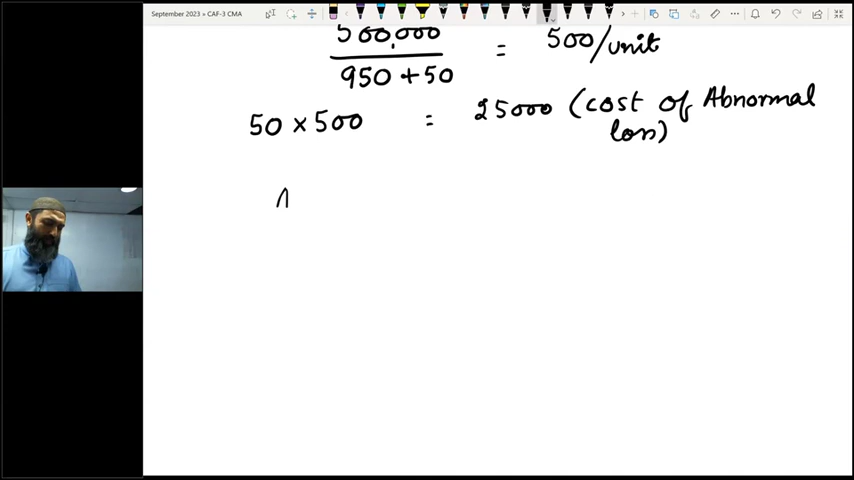 September 2023 » CAF-3 CMA
500,000
950 + 50
= 500/unit
50 × 500 = 25000 (cost of Abnormal
loss)